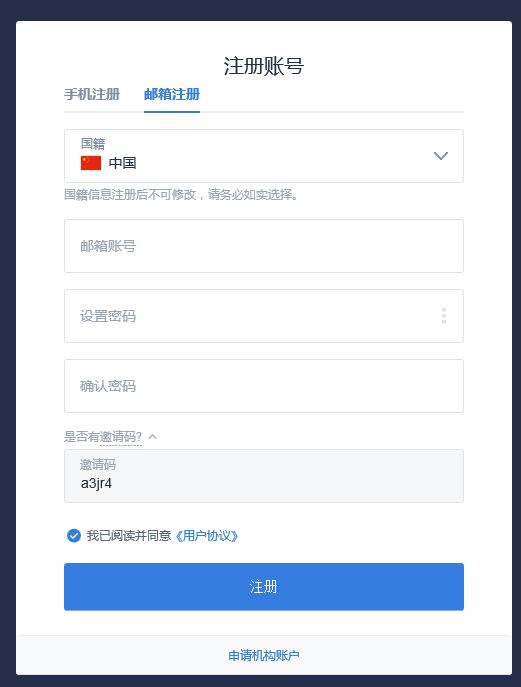 注册账号
手机注册 邮箱注册
国籍
中国
国籍信息注册后不可修改，请务必如实选择。
邮箱账号
设置密码
确认密码
是否有邀请码?
邀请码
a3jr4
我已阅读并同意《用户协议》
注册
申请机构账户